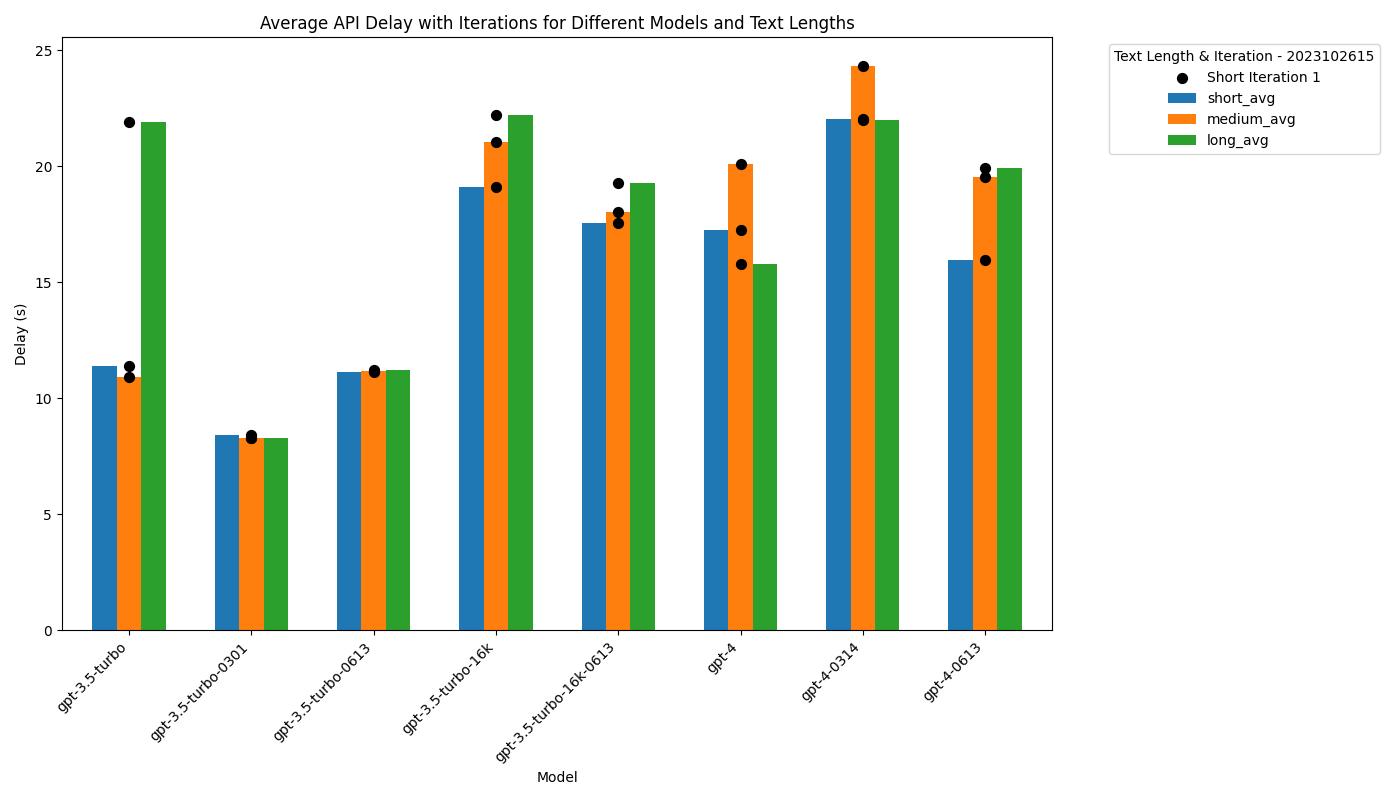 Average API Delay with Iterations for Different Models and Text Lengths
Text Length & Iteration - 2023102615
Short Iteration 1
short_avg
medium_avg
long_avg
Delay (s)
25
20
15
10
5
0
gpt-3.5-turbo
gpt-3.5-turbo-0301
gpt-3.5-turbo-0613
gpt-3.5-turbo-16k
gpt-3.5-turbo-16k-0613
gpt-4
gpt-4-0314
gpt-4-0613
Model